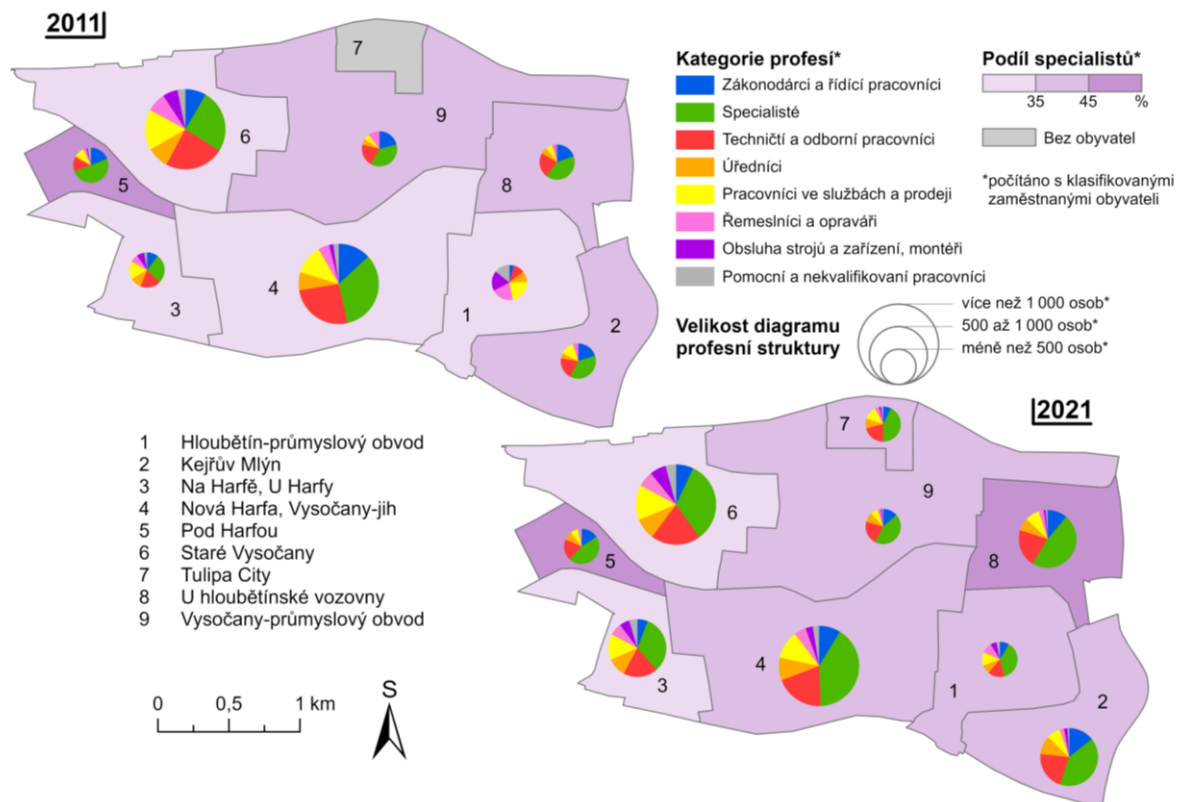 2011
7
9
6
5
8
4
3
1
2
Kategorie profesí*
Zákonodárci a řídící pracovníci
Specialisté
Techničtí a odborní pracovníci
Úředníci
Pracovníci ve službách a prodeji
Řemeslníci a opraváři
Obsluha strojů a zařízení, montéři
Pomocní a nekvalifikovaní pracovníci
Podíl specialistů*
35 45 %
Bez obyvatel
*počítáno s klasifikovanými
zaměstnanými obyvateli
Velikost diagramu
profesní struktury
více než 1 000 osob*
500 až 1 000 osob*
méně než 500 osob*
1 Hloubětín-průmyslový obvod
2 Kejřův Mlýn
3 Na Harfě, U Harfy
4 Nová Harfa, Vysočany-jih
5 Pod Harfou
6 Staré Vysočany
7 Tulipa City
8 U hloubětínské vozovny
9 Vysočany-průmyslový obvod
0 0,5 1 km
S
2021
7
9
6
5
8
4
3
1
2